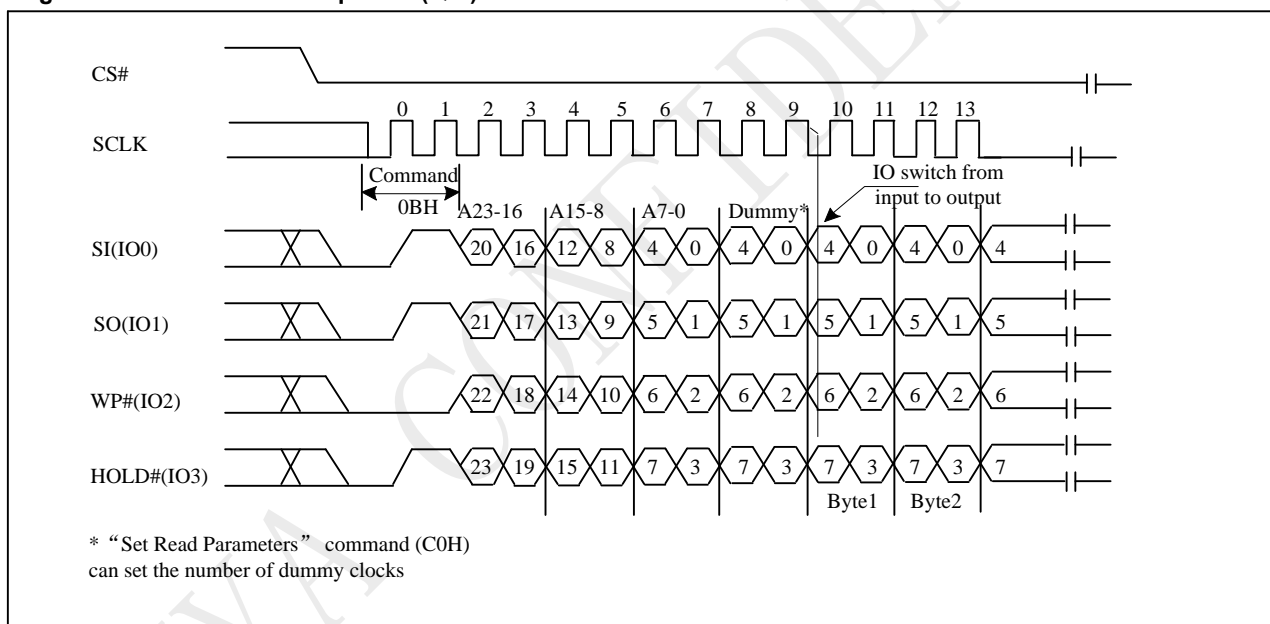 CS#
0 1 2 3 4 5 6 7 8 9 10 11 12 13
SCLK
Command
IO switch from
0BH
input to output
A23-16 A15-8 A7-0 Dummy*
SI(IO0) 20 16 12 8 4 0 4 0 4 0 4 0 4
SO(IO1) 21 17 13 9 5 1 5 1 5 1 5 1 5
WP#(IO2) 22 18 14 10 6 2 6 2 6 2 6 2 6
HOLD#(IO3) 23 19 15 11 7 3 7 3 7 3 7 3 7
Byte1 Byte2
* “Set Read Parameters” command (C0H)
can set the number of dummy clocks